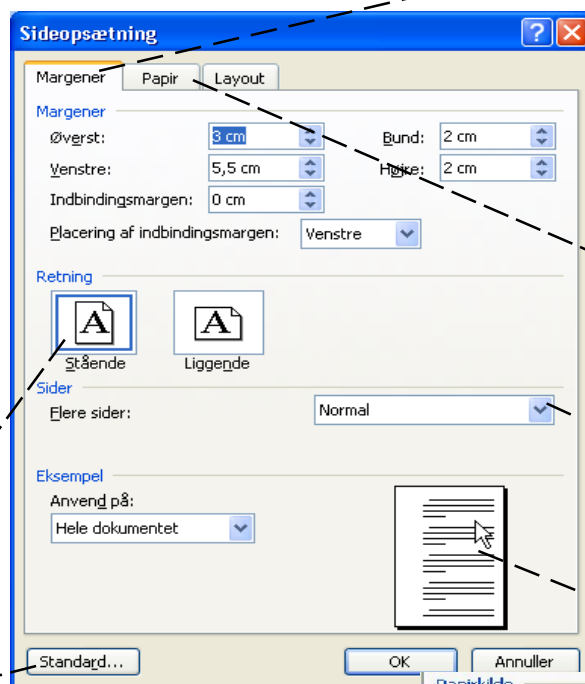 Sideopsætning
Margener Papir Layout
Margener
Øverst: 3 cm Bund: 2 cm
Venstre: 5,5 cm Højre: 2 cm
Indbindingsmargen: 0 cm
Placering af indbindingsmargen: Venstre
Retning
A A
Stående Liggende
Sider
Flere sider: Normal
Eksempel
Anvend på:
Hele dokumentet
Standard... OK Annuller
Papirkilde